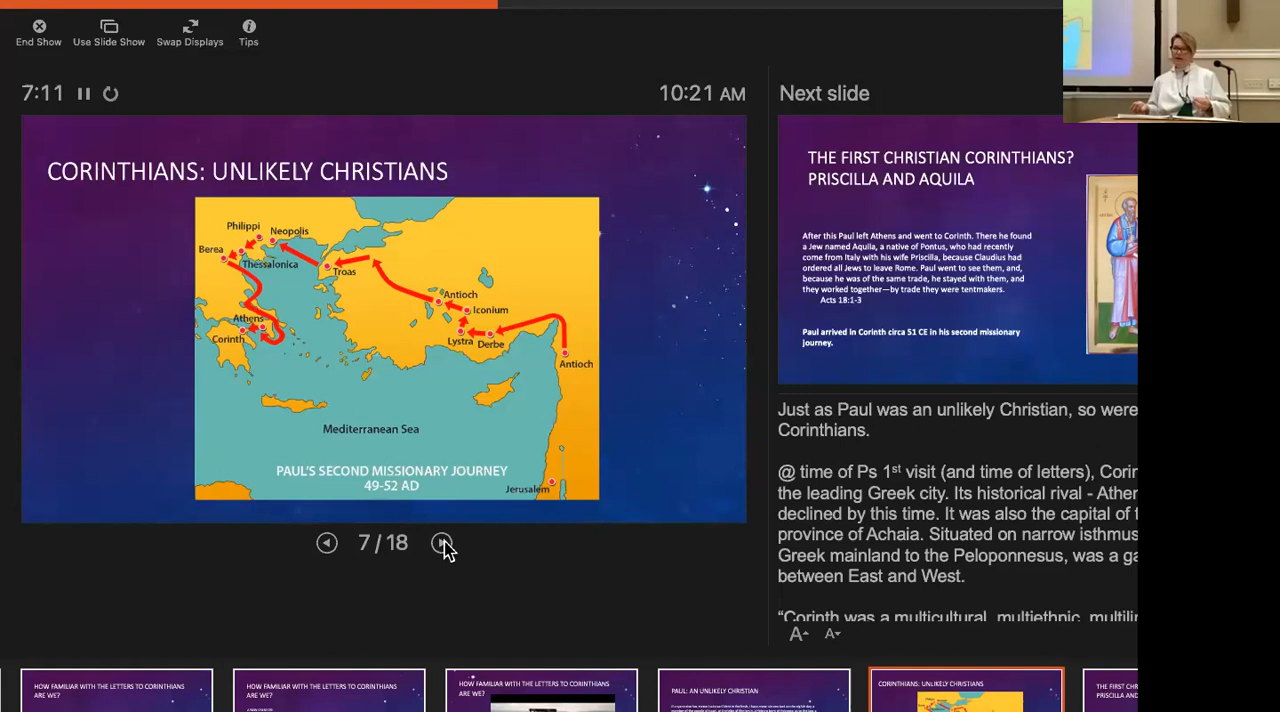 End Show
Use Slide Show
Swap Displays
Tips
7:11
10:21 AM
CORINTHIANS: UNLIKELY CHRISTIANS
Philippi
Neopolis
Berea
Thessalonica
Troas
Antioch
Iconium
Athens
Corinth
Lystra
Derbe
Antioch
Mediterranean Sea
PAUL'S SECOND MISSIONARY JOURNEY
49-52 AD
Jerusalem
7 / 18
Next slide
THE FIRST CHRISTIAN CORINTHIANS?
PRISCILLA AND AQUILA
After this Paul left Athens and went to Corinth. There he found
a Jew named Aquila, a native of Pontus, who had recently
come from Italy with his wife Priscilla, because Claudius had
ordered all Jews to leave Rome. Paul went to see them, and,
because he was of the same trade, he stayed with them, and
they worked together—by trade they were tentmakers.
Acts 18:1-3
Paul arrived in Corinth circa 51 CE in his second missionary
journey.
Just as Paul was an unlikely Christian, so were
Corinthians.
@ time of Ps 1st visit (and time of letters), Corin
the leading Greek city. Its historical rival - Ather
declined by this time. It was also the capital of t
province of Achaia. Situated on narrow isthmus
Greek mainland to the Peloponnesus, was a ga
between East and West.
“Corinth was a multicultural, multiethnic, multilin
A
A
HOW FAMILIAR WITH THE LETTERS TO CORINTHIANS
ARE WE?
HOW FAMILIAR WITH THE LETTERS TO CORINTHIANS
ARE WE?
HOW FAMILIAR WITH THE LETTERS TO CORINTHIANS
ARE WE?
PAUL: AN UNLIKELY CHRISTIAN
CORINTHIANS: UNLIKELY CHRISTIANS
THE FIRST
PRISCILLA A